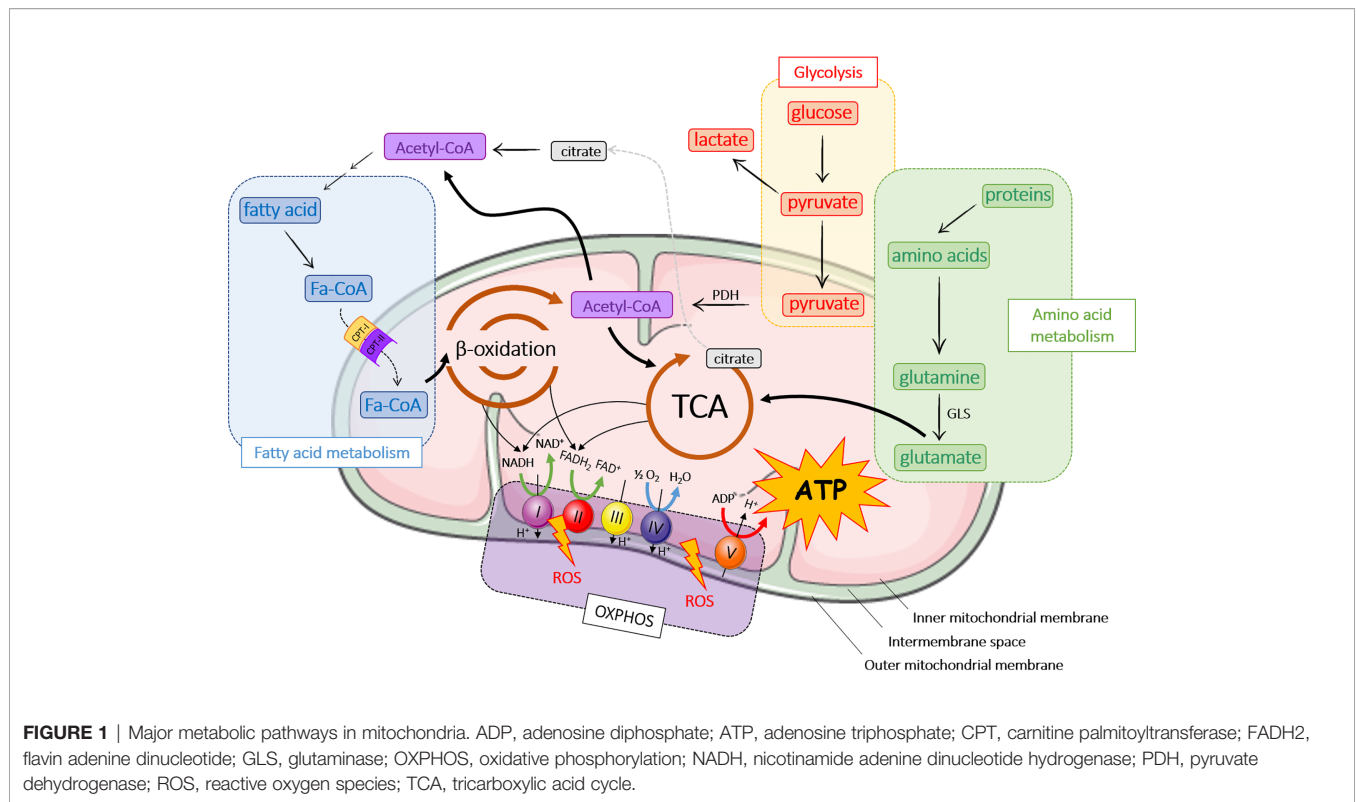 Glycolysis
glucose
lactate
pyruvate
pyruvate
PDH
Acetyl-CoA
citrate
Acetyl-CoA
fatty acid
Fa-CoA
CPT-I
CPT-II
Fa-CoA
Fatty acid metabolism
β-oxidation
TCA
citrate
proteins
amino acids
Amino acid
metabolism
glutamine
GLS
glutamate
NADH
NAD⁺
FADH₂
FAD⁺
½ O₂
H₂O
ADP
H⁺
ATP
I
II
III
IV
V
H⁺
H⁺
H⁺
ROS
ROS
OXPHOS
Inner mitochondrial membrane
Intermembrane space
Outer mitochondrial membrane
FIGURE 1 | Major metabolic pathways in mitochondria. ADP, adenosine diphosphate; ATP, adenosine triphosphate; CPT, carnitine palmitoyltransferase; FADH2,
flavin adenine dinucleotide; GLS, glutaminase; OXPHOS, oxidative phosphorylation; NADH, nicotinamide adenine dinucleotide hydrogenase; PDH, pyruvate
dehydrogenase; ROS, reactive oxygen species; TCA, tricarboxylic acid cycle.